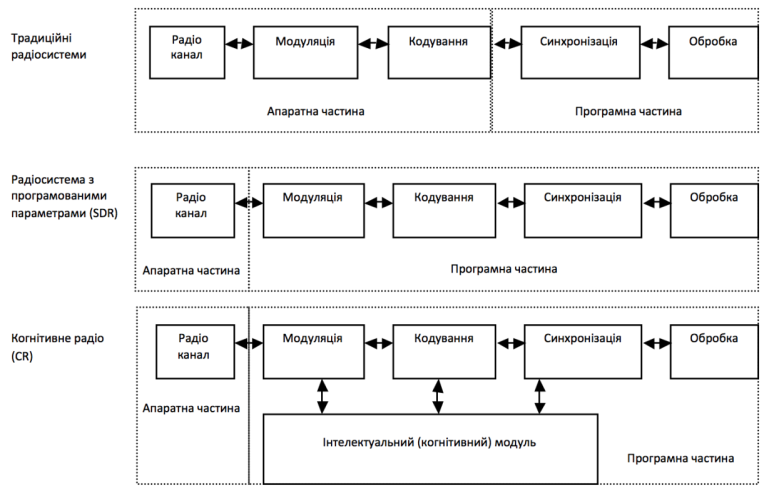 Традиційні
радіосистеми
Радіо
канал
Модуляція
Кодування
Синхронізація
Обробка
Апаратна частина
Програмна частина
Радіосистема з
програмованими
параметрами (SDR)
Радіо
канал
Модуляція
Кодування
Синхронізація
Обробка
Апаратна частина
Програмна частина
Когнітивне радіо
(CR)
Радіо
канал
Модуляція
Кодування
Синхронізація
Обробка
Апаратна частина
Інтелектуальний (когнітивний) модуль
Програмна частина